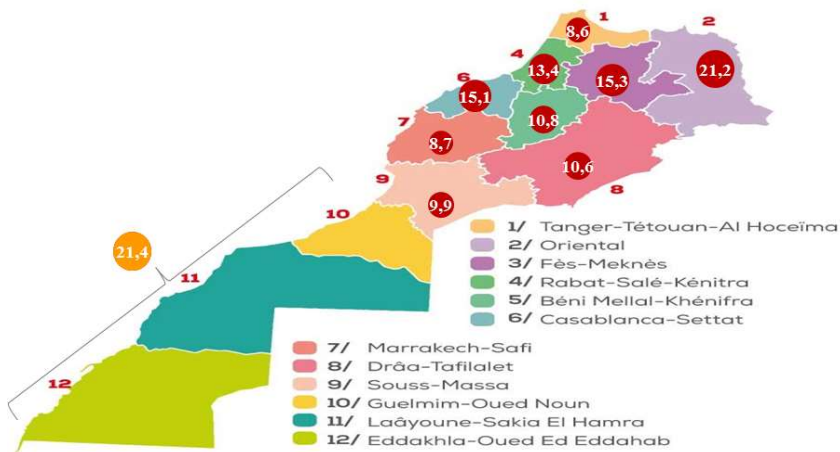 1
2
8,6
4
13,4
15,3
21,2
6
15,1
10,8
7
8,7
10,6
9
8
9,9
10
21,4
11
12
1/ Tanger-Tétouan-Al Hoceïma
2/ Oriental
3/ Fès-Meknès
4/ Rabat-Salé-Kénitra
5/ Béni Mellal-Khénifra
6/ Casablanca-Settat
7/ Marrakech-Safi
8/ Drâa-Tafilalet
9/ Souss-Massa
10/ Guelmim-Oued Noun
11/ Laâyoune-Sakia El Hamra
12/ Eddakhla-Oued Ed Eddahab